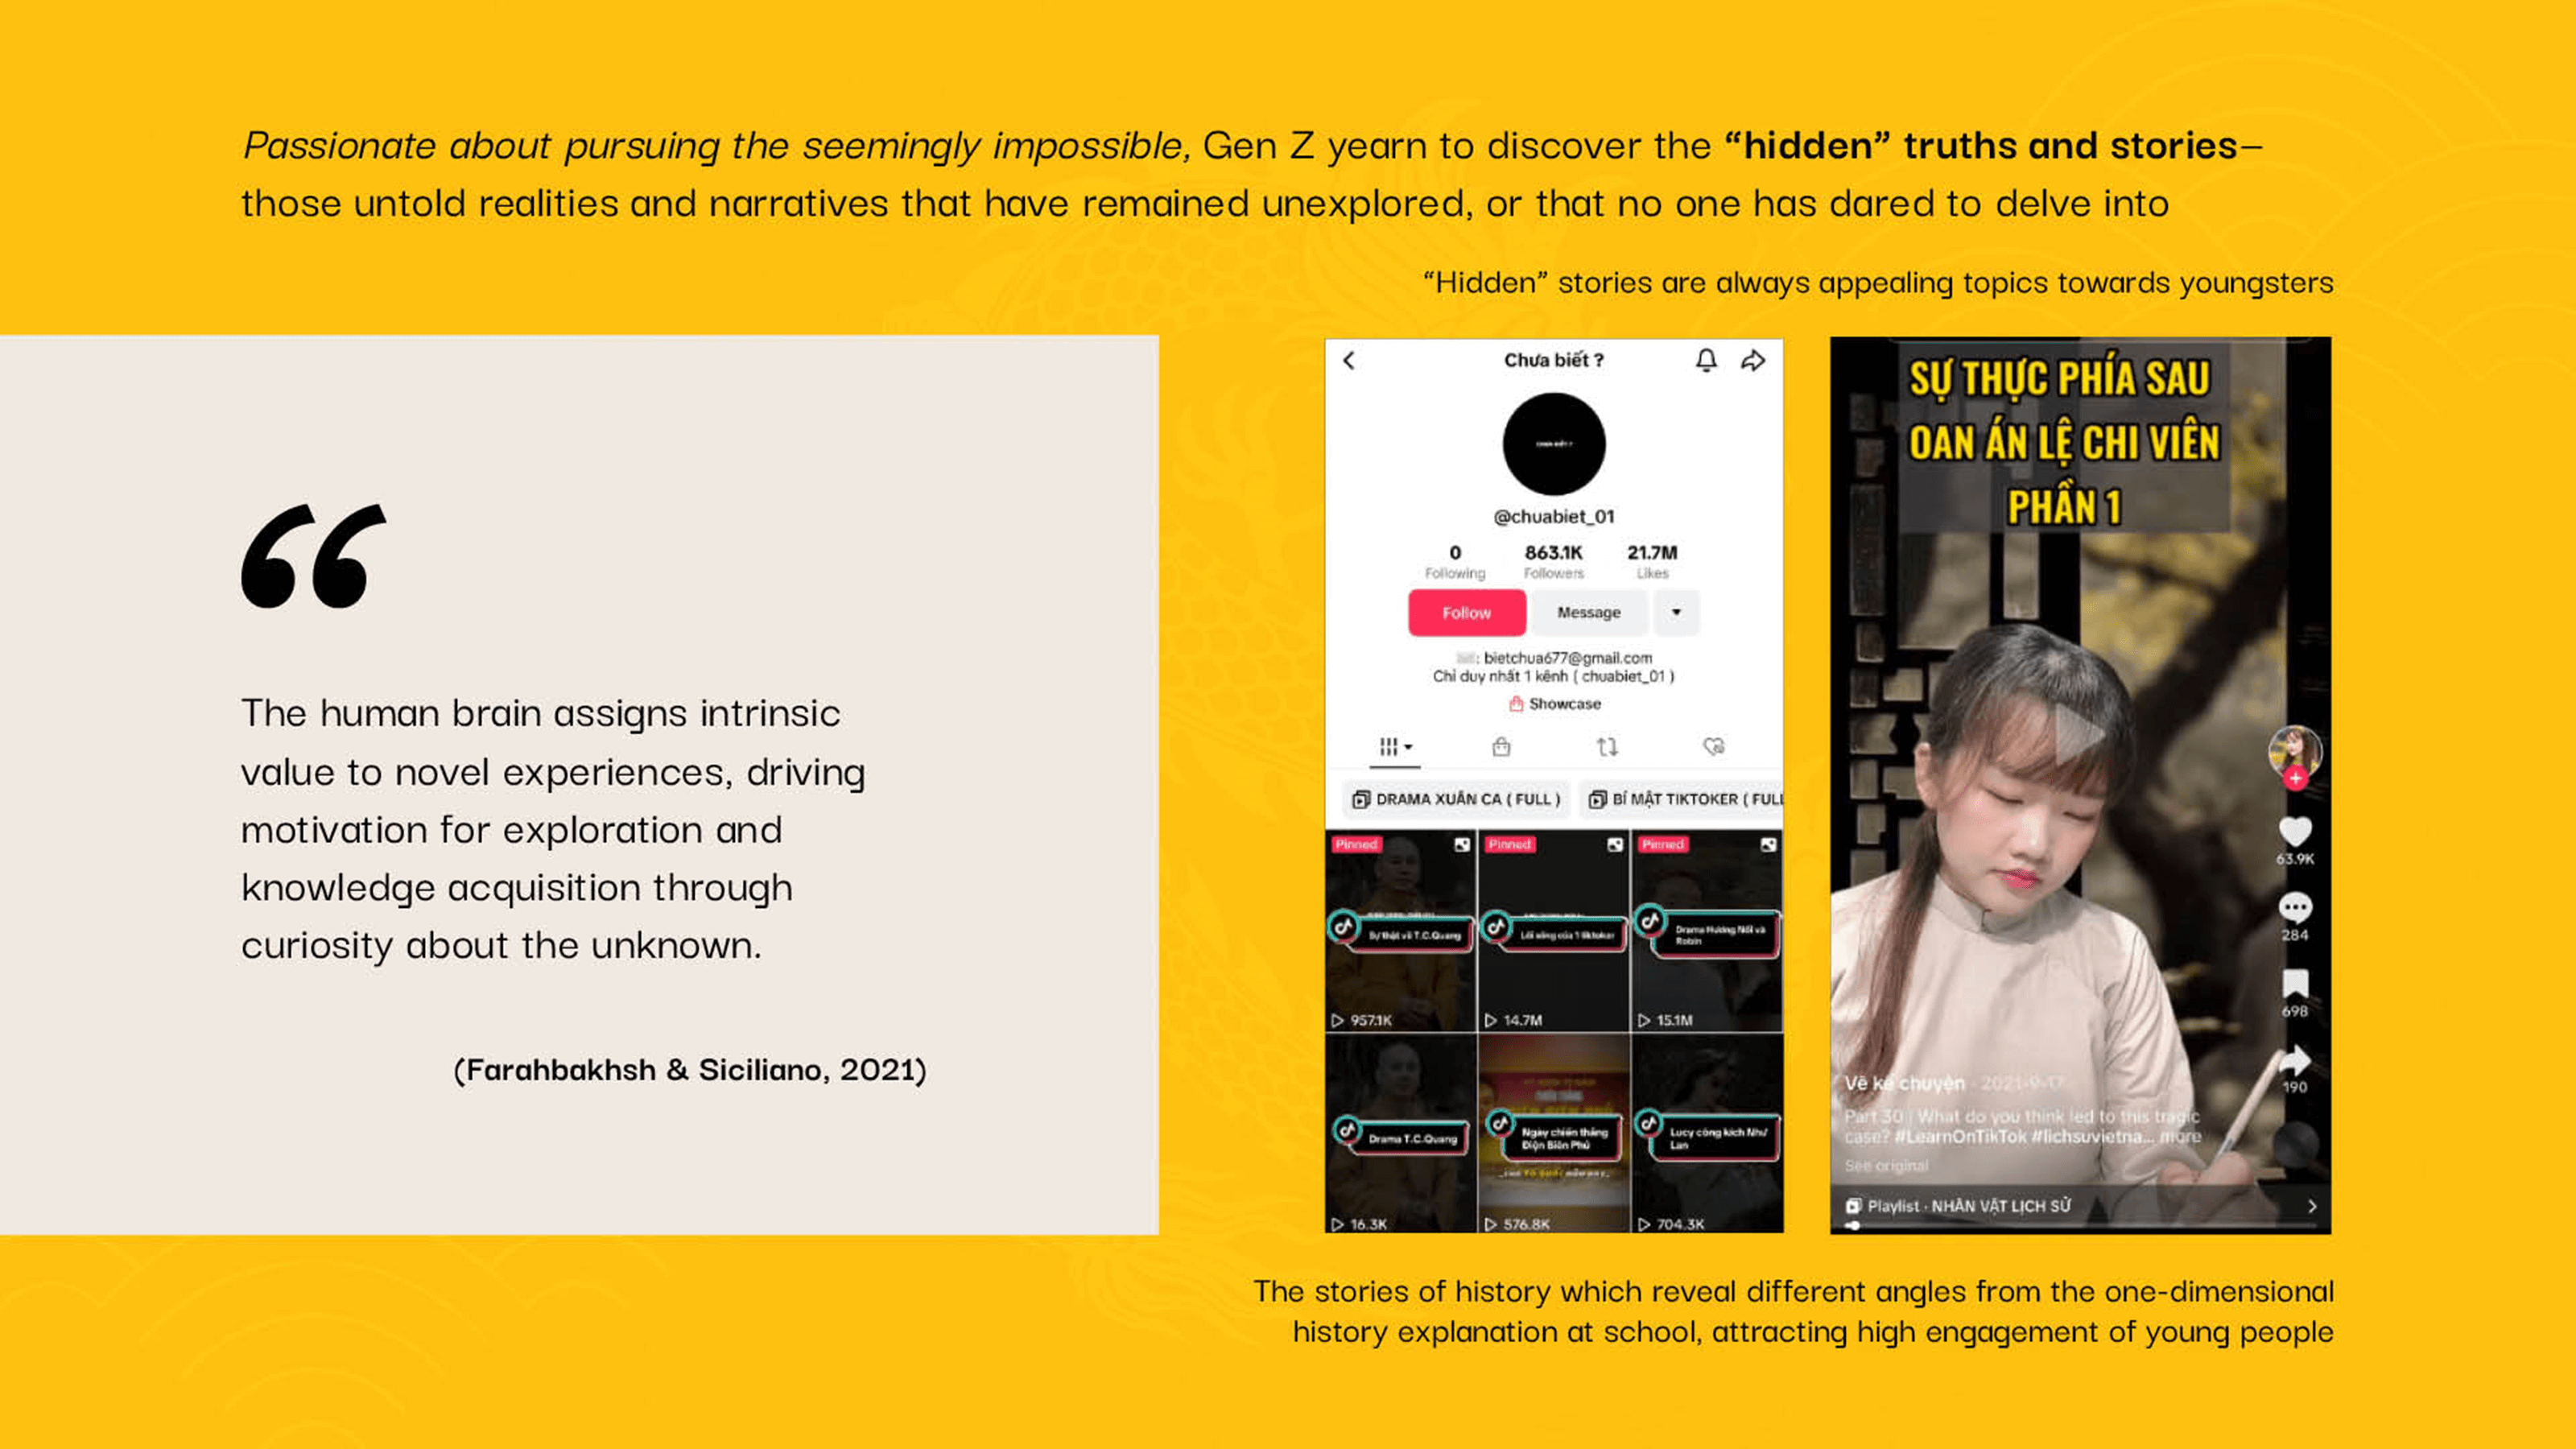 Passionate about pursuing the seemingly impossible, Gen Z yearn to discover the “hidden” truths and stories–
those untold realities and narratives that have remained unexplored, or that no one has dared to delve into
“Hidden” stories are always appealing topics towards youngsters
“
The human brain assigns intrinsic
value to novel experiences, driving
motivation for exploration and
knowledge acquisition through
curiosity about the unknown.
(Farahbakhsh & Siciliano, 2021)
Chưa biết ?
CHƯA BIẾT ?
@chuabiet_01
0 863.1K 21.7M
Following Followers Likes
Follow Message
: bietchua677@gmail.com
Chỉ duy nhất 1 kênh ( chuabiet_01 )
Showcase
DRAMA XUÂN CA ( FULL ) BÍ MẬT TIKTOKER ( FULL
Pinned Pinned Pinned
Sự thật về T.C.Quang
Lối sống của 1 tiktoker
Drama Hường Nối và
Robin
957.1K 14.7M 15.1M
Drama T.C.Quang
Ngày chiến thắng
Điện Biên Phủ
Lucy công kích Như
Lan
16.3K 576.8K 704.3K
SỰ THỰC PHÍA SAU
OAN ÁN LỆ CHI VIÊN
PHẦN 1
63.9K
284
698
190
Vẽ kể chuyện · 2021-9-17
Part 30 | What do you think led to this tragic
case? #LearnOnTikTok #lichsuvietna... more
See original
Playlist · NHÂN VẬT LỊCH SỬ
The stories of history which reveal different angles from the one-dimensional
history explanation at school, attracting high engagement of young people